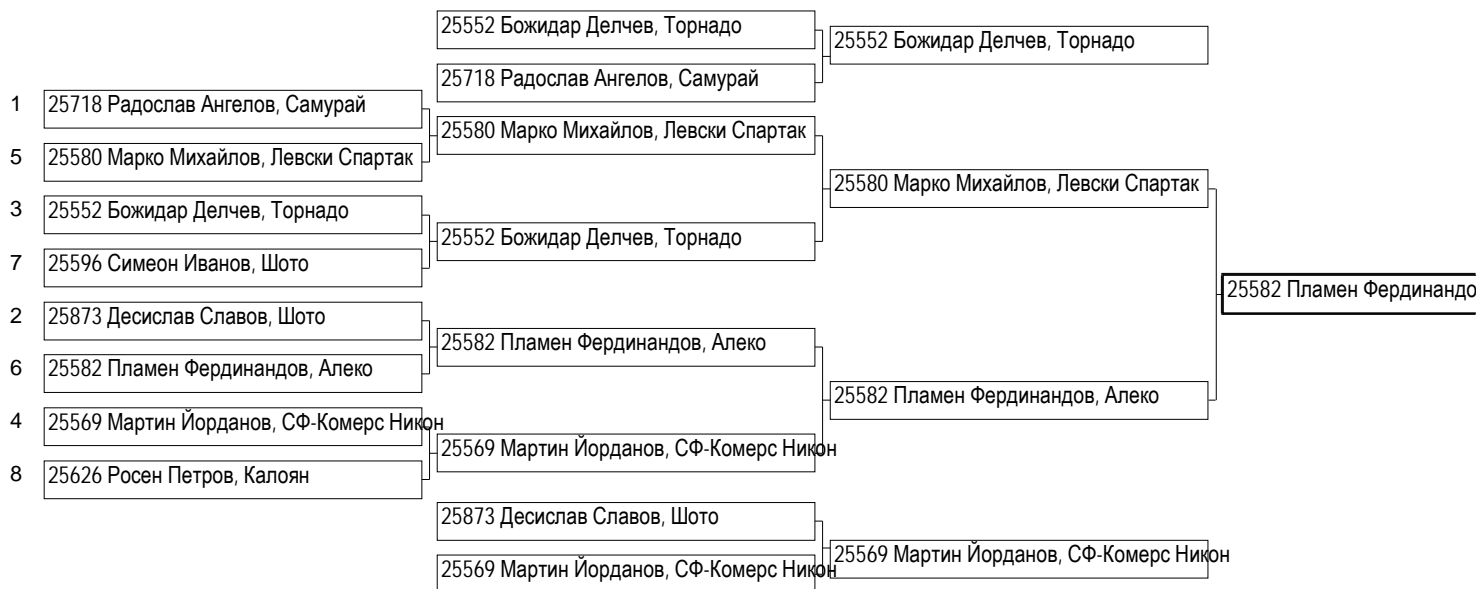 25552 Божидар Делчев, Торнадо
25552 Божидар Делчев, Торнадо
25718 Радослав Ангелов, Самурай
1 25718 Радослав Ангелов, Самурай
25580 Марко Михайлов, Левски Спартак
5 25580 Марко Михайлов, Левски Спартак
25580 Марко Михайлов, Левски Спартак
3 25552 Божидар Делчев, Торнадо
25552 Божидар Делчев, Торнадо
7 25596 Симеон Иванов, Шото
25582 Пламен Фердинандо
2 25873 Десислав Славов, Шото
25582 Пламен Фердинандов, Алеко
6 25582 Пламен Фердинандов, Алеко
25582 Пламен Фердинандов, Алеко
4 25569 Мартин Йорданов, СФ-Комерс Никон
25569 Мартин Йорданов, СФ-Комерс Никон
8 25626 Росен Петров, Калоян
25873 Десислав Славов, Шото
25569 Мартин Йорданов, СФ-Комерс Никон
25569 Мартин Йорданов, СФ-Комерс Никон